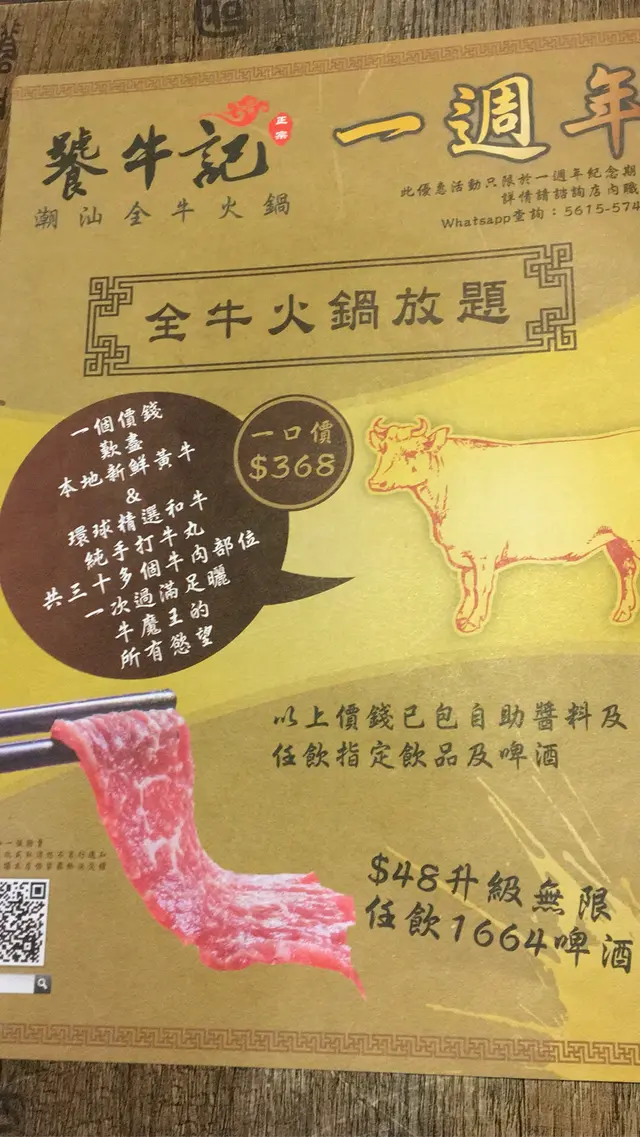 饕牛記
正宗
潮汕全牛火鍋
一週年
此優惠活動只限於一週年紀念期
詳情請諮詢店內職
Whatsapp查詢：5615-574
全牛火鍋放題
一口價
$368
一個價錢
歎盡
本地新鮮黃牛
&
環球精選和牛
純手打牛丸
共三十多個牛肉部位
一次過滿足曬
牛魔王的
所有慾望
以上價錢已包自助醬料及
任飲指定飲品及啤酒
$48升級無限
任飲1664啤酒